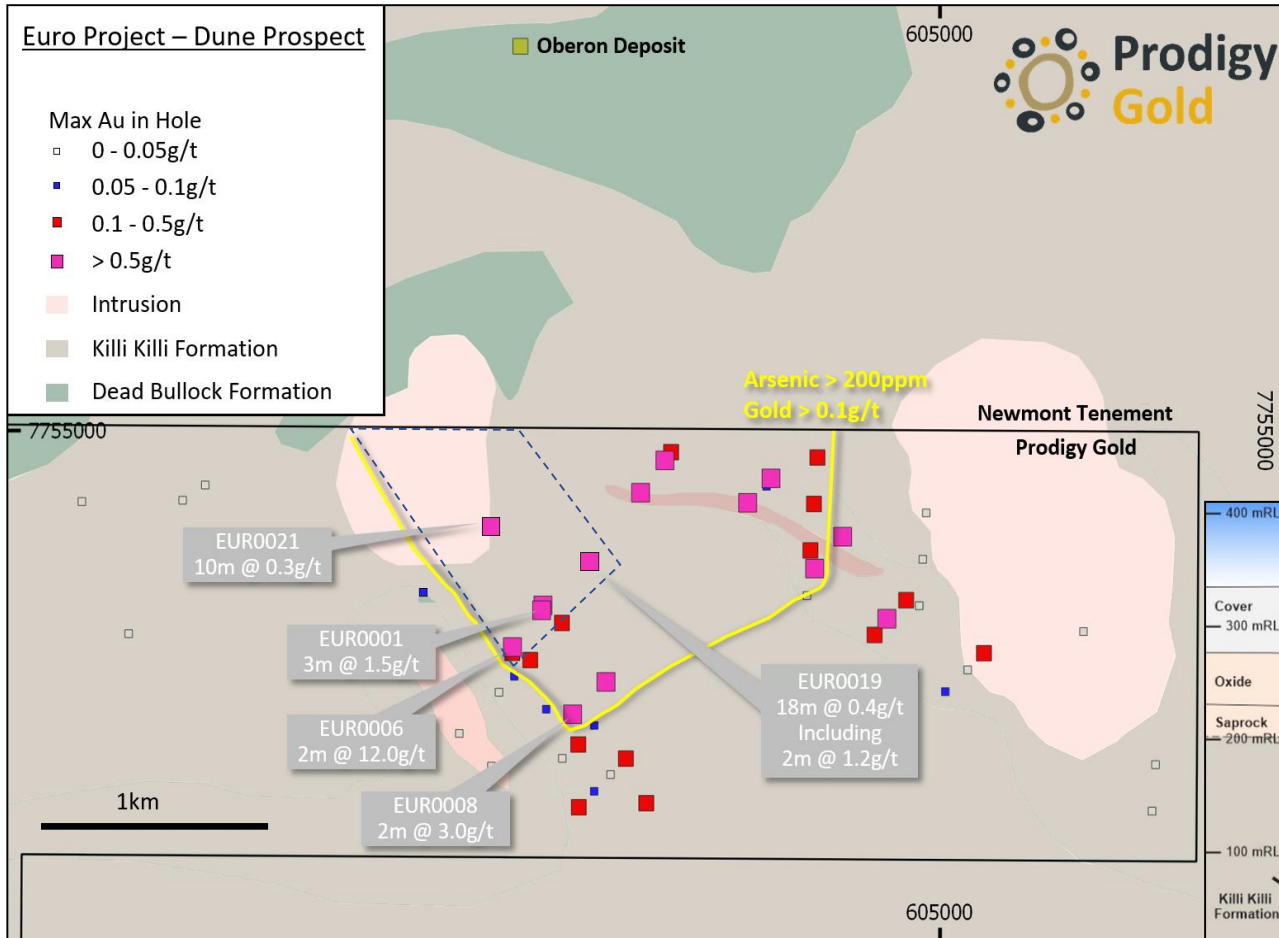 Euro Project – Dune Prospect
Max Au in Hole
0 - 0.05g/t
0.05 - 0.1g/t
0.1 - 0.5g/t
> 0.5g/t
Intrusion
Killi Killi Formation
Dead Bullock Formation
Oberon Deposit
605000
Prodigy
Gold
Arsenic > 200ppm
Gold > 0.1g/t
Newmont Tenement
Prodigy Gold
7755000
7755000
EUR0021
10m @ 0.3g/t
EUR0001
3m @ 1.5g/t
EUR0006
2m @ 12.0g/t
EUR0008
2m @ 3.0g/t
EUR0019
18m @ 0.4g/t
Including
2m @ 1.2g/t
1km
605000
400 mRL
Cover
300 mRL
Oxide
Saprock
200 mRL
100 mRL
Killi Killi
Formation